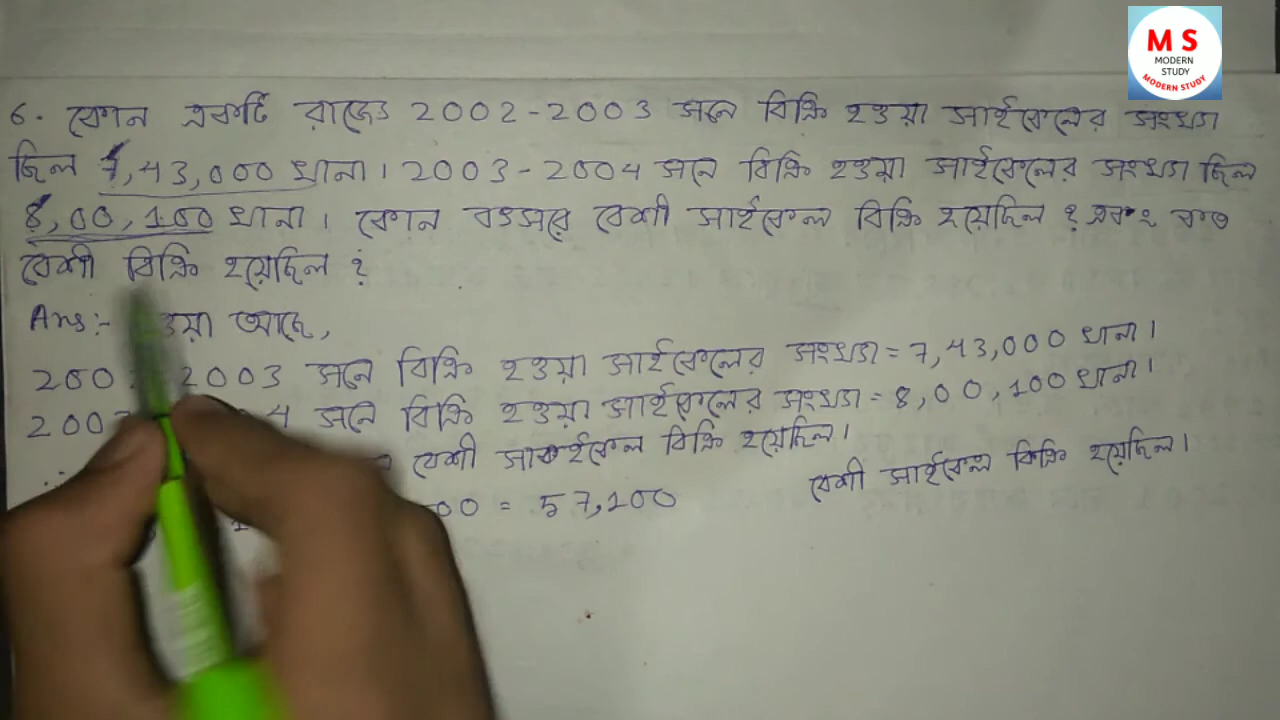 M S
MODERN
STUDY
MODERN STUDY
6. কোন একটি রাজ্যে 2002-2003 সনে বিক্রি হওয়া সাইকেলের সংখ্যা
ছিল 7,43,000 খানা। 2003-2004 সনে বিক্রি হওয়া সাইকেলের সংখ্যা ছিল
8,00,100 খানা। কোন বৎসরে বেশী সাইকেল বিক্রি হয়েছিল ? এবং কত
বেশী বিক্রি হয়েছিল ?
Ans:- আছে,
2003 সনে বিক্রি হওয়া সাইকেলের সংখ্যা = 7,43,000 খানা।
সনে বিক্রি হওয়া সাইকেলের সংখ্যা = 8,00,100 খানা।
বেশী সাইকেল বিক্রি হয়েছিল।
= 57,100 বেশী সাইকেল বিক্রি হয়েছিল।